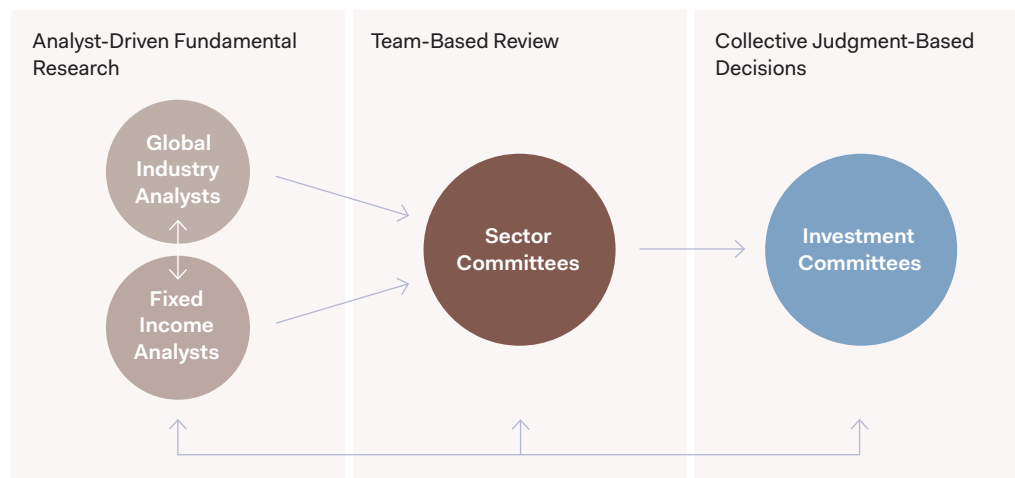 Analyst-Driven Fundamental
Research
Team-Based Review
Collective Judgment-Based
Decisions
Global
Industry
Analysts
Fixed
Income
Analysts
Sector
Committees
Investment
Committees